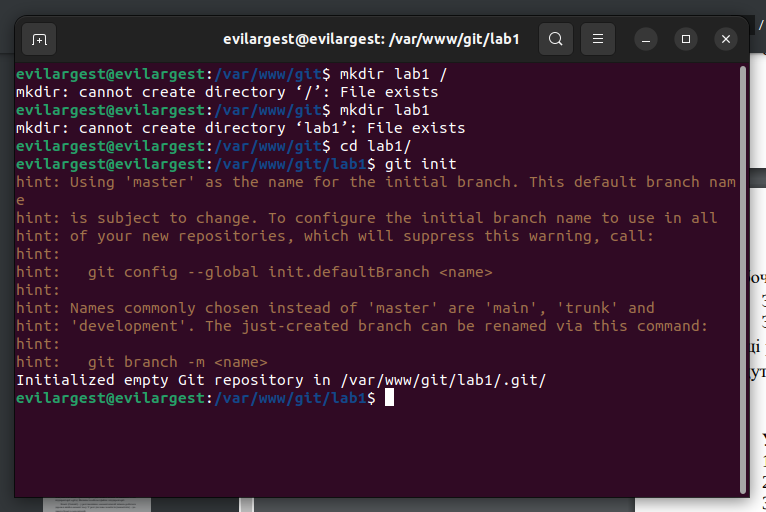 evilargest@evilargest: /var/www/git/lab1
evilargest@evilargest:/var/www/git$ mkdir lab1 /
mkdir: cannot create directory ‘/’: File exists
evilargest@evilargest:/var/www/git$ mkdir lab1
mkdir: cannot create directory ‘lab1’: File exists
evilargest@evilargest:/var/www/git$ cd lab1/
evilargest@evilargest:/var/www/git/lab1$ git init
hint: Using 'master' as the name for the initial branch. This default branch nam
e
hint: is subject to change. To configure the initial branch name to use in all
hint: of your new repositories, which will suppress this warning, call:
hint:
hint:   git config --global init.defaultBranch <name>
hint:
hint: Names commonly chosen instead of 'master' are 'main', 'trunk' and
hint: 'development'. The just-created branch can be renamed via this command:
hint:
hint:   git branch -m <name>
Initialized empty Git repository in /var/www/git/lab1/.git/
evilargest@evilargest:/var/www/git/lab1$